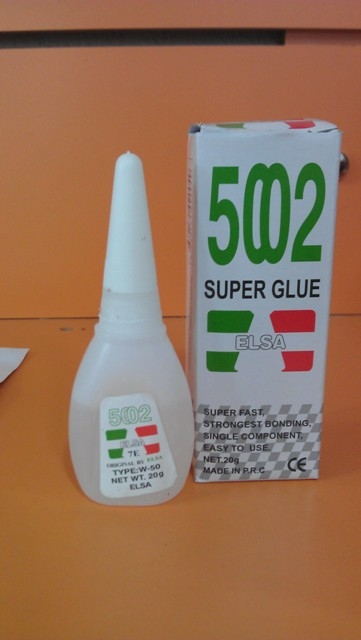 5002
SUPER GLUE
ELSA
SUPER FAST,
STRONGEST BONDING,
SINGLE COMPONENT,
EASY TO USE.
NET.20g
MADE IN P.R.C
CE
5002
ELSA
7E
ORIGINAL BY ELSA
TYPE:W-50
NET WT. 20g
ELSA